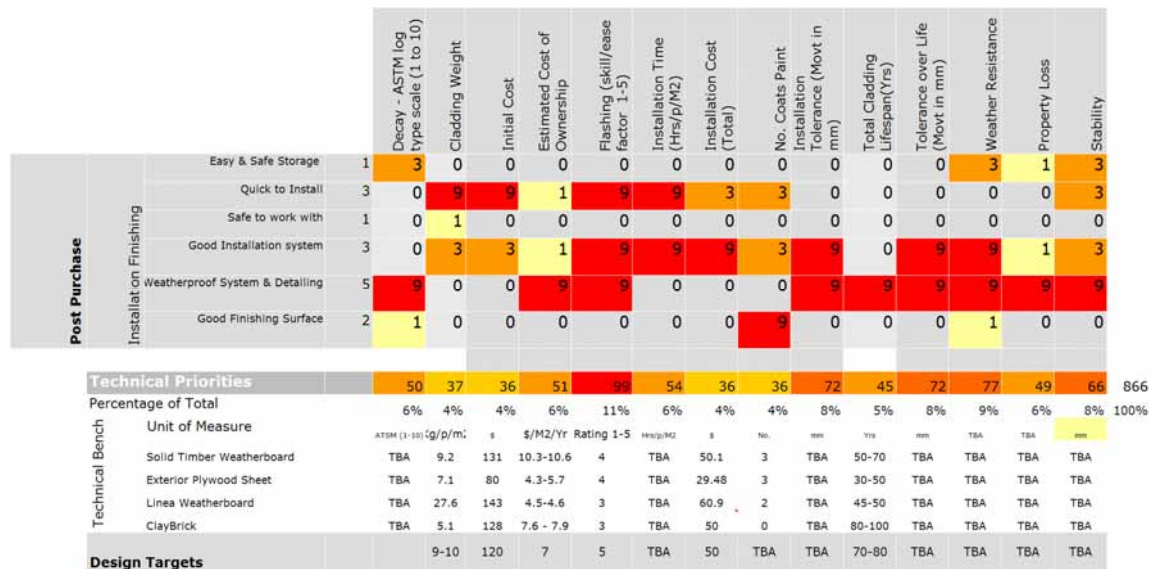 Decay - ASTM log
type scale (1 to 10)
Cladding Weight
Initial Cost
Estimated Cost of
Ownership
Flashing (skill/ease
factor 1-5)
Installation Time
(Hrs/p/M2)
Installation Cost
(Total)
No. Coats Paint
Installation
Tolerance (Movt in
mm)
Total Cladding
Lifespan(Yrs)
Tolerance over Life
(Movt in mm)
Weather Resistance
Property Loss
Stability
Post Purchase
Installation Finishing
Easy & Safe Storage 1 3 0 0 0 0 0 0 0 0 0 0 3 1 3
Quick to Install 3 0 9 9 1 9 9 3 3 0 0 0 0 0 3
Safe to work with 1 0 1 0 0 0 0 0 0 0 0 0 0 0 0
Good Installation system 3 0 3 3 1 9 9 9 3 9 0 9 9 1 3
Weatherproof System & Detailing 5 9 0 0 9 9 0 0 0 9 9 9 9 9 9
Good Finishing Surface 2 1 0 0 0 0 0 0 9 0 0 0 1 0 0
Technical Priorities 50 37 36 51 99 54 36 36 72 45 72 77 49 66 866
Percentage of Total 6% 4% 4% 6% 11% 6% 4% 4% 8% 5% 8% 9% 6% 8% 100%
Technical Bench
Unit of Measure ATSM (1-10) Kg/p/m2 $ $/M2/Yr Rating 1-5 Hrs/p/M2 $ No. mm Yrs mm TBA TBA mm
Solid Timber Weatherboard TBA 9.2 131 10.3-10.6 4 TBA 50.1 3 TBA 50-70 TBA TBA TBA TBA
Exterior Plywood Sheet TBA 7.1 80 4.3-5.7 4 TBA 29.48 3 TBA 30-50 TBA TBA TBA TBA
Linea Weatherboard TBA 27.6 143 4.5-4.6 3 TBA 60.9 2 TBA 45-50 TBA TBA TBA TBA
ClayBrick TBA 5.1 128 7.6 - 7.9 3 TBA 50 0 TBA 80-100 TBA TBA TBA TBA
Design Targets 9-10 120 7 5 TBA 50 TBA TBA 70-80 TBA TBA TBA TBA